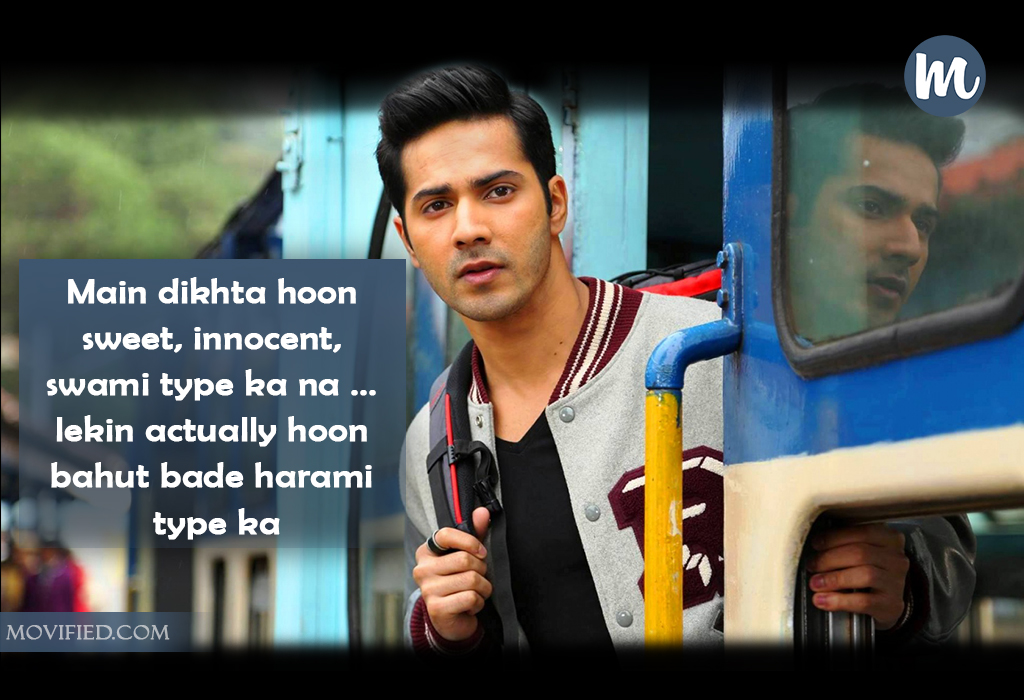 m
Main dikhta hoon
sweet, innocent,
swami type ka na ...
lekin actually hoon
bahut bade harami
type ka
MOVIFIED.COM